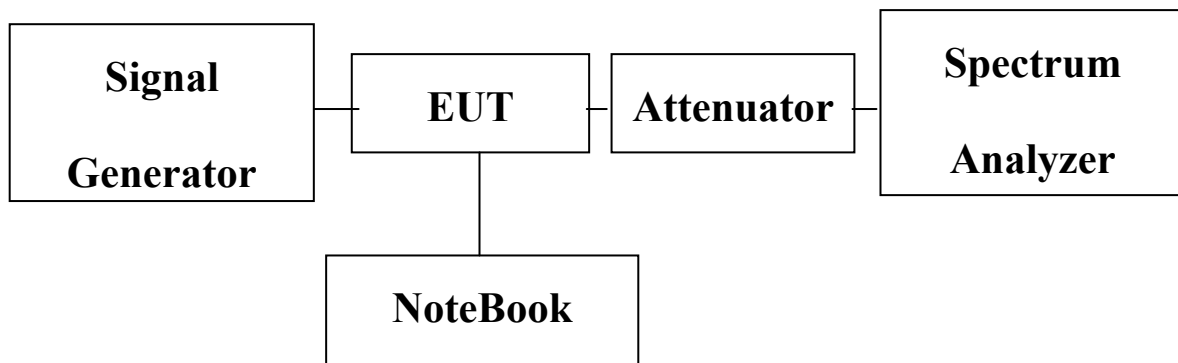 Signal
Generator
EUT
Attenuator
Spectrum
Analyzer
NoteBook